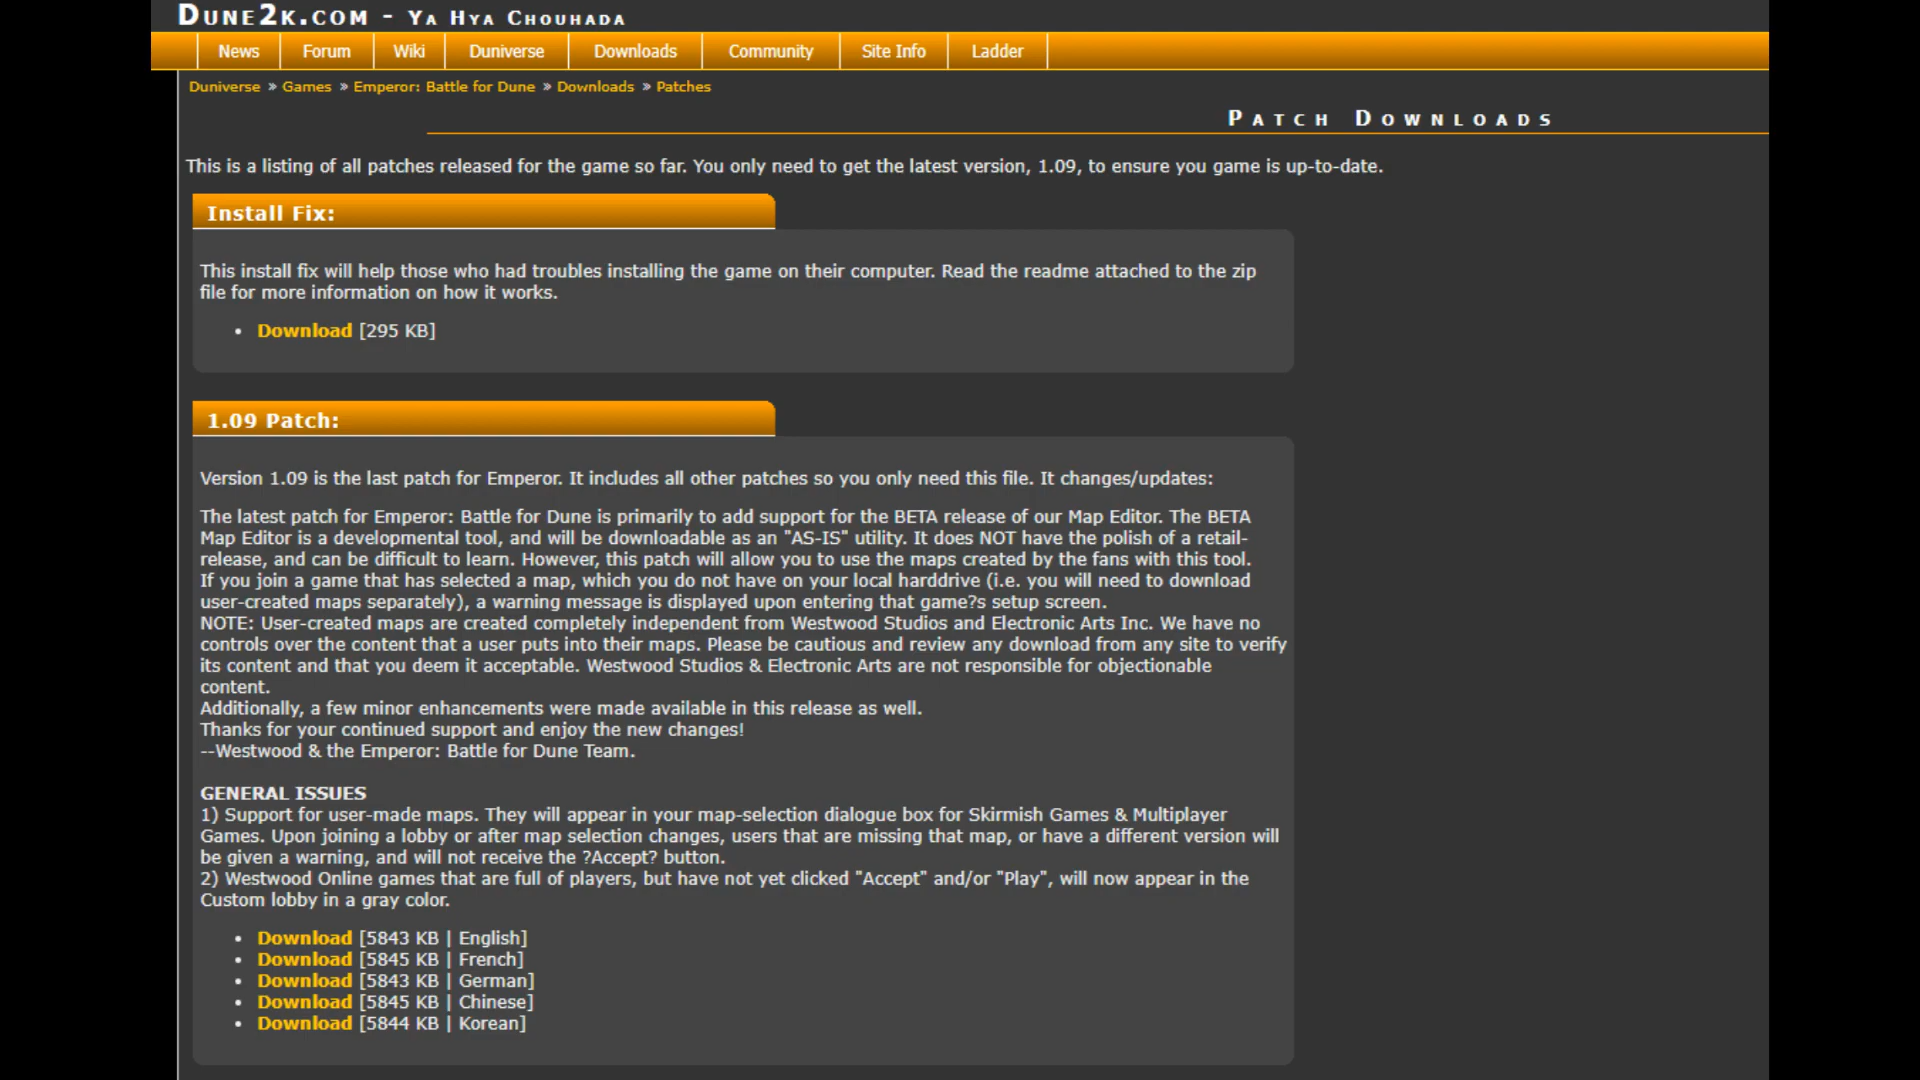 Dune2k.com - Ya Hya Chouhada
News Forum Wiki Duniverse Downloads Community Site Info Ladder
Duniverse » Games » Emperor: Battle for Dune » Downloads » Patches
Patch Downloads
This is a listing of all patches released for the game so far. You only need to get the latest version, 1.09, to ensure you game is up-to-date.
Install Fix:
This install fix will help those who had troubles installing the game on their computer. Read the readme attached to the zip
file for more information on how it works.
• Download [295 KB]
1.09 Patch:
Version 1.09 is the last patch for Emperor. It includes all other patches so you only need this file. It changes/updates:
The latest patch for Emperor: Battle for Dune is primarily to add support for the BETA release of our Map Editor. The BETA
Map Editor is a developmental tool, and will be downloadable as an "AS-IS" utility. It does NOT have the polish of a retail-
release, and can be difficult to learn. However, this patch will allow you to use the maps created by the fans with this tool.
If you join a game that has selected a map, which you do not have on your local harddrive (i.e. you will need to download
user-created maps separately), a warning message is displayed upon entering that game?s setup screen.
NOTE: User-created maps are created completely independent from Westwood Studios and Electronic Arts Inc. We have no
controls over the content that a user puts into their maps. Please be cautious and review any download from any site to verify
its content and that you deem it acceptable. Westwood Studios & Electronic Arts are not responsible for objectionable
content.
Additionally, a few minor enhancements were made available in this release as well.
Thanks for your continued support and enjoy the new changes!
--Westwood & the Emperor: Battle for Dune Team.
GENERAL ISSUES
1) Support for user-made maps. They will appear in your map-selection dialogue box for Skirmish Games & Multiplayer
Games. Upon joining a lobby or after map selection changes, users that are missing that map, or have a different version will
be given a warning, and will not receive the ?Accept? button.
2) Westwood Online games that are full of players, but have not yet clicked "Accept" and/or "Play", will now appear in the
Custom lobby in a gray color.
• Download [5843 KB | English]
• Download [5845 KB | French]
• Download [5843 KB | German]
• Download [5845 KB | Chinese]
• Download [5844 KB | Korean]